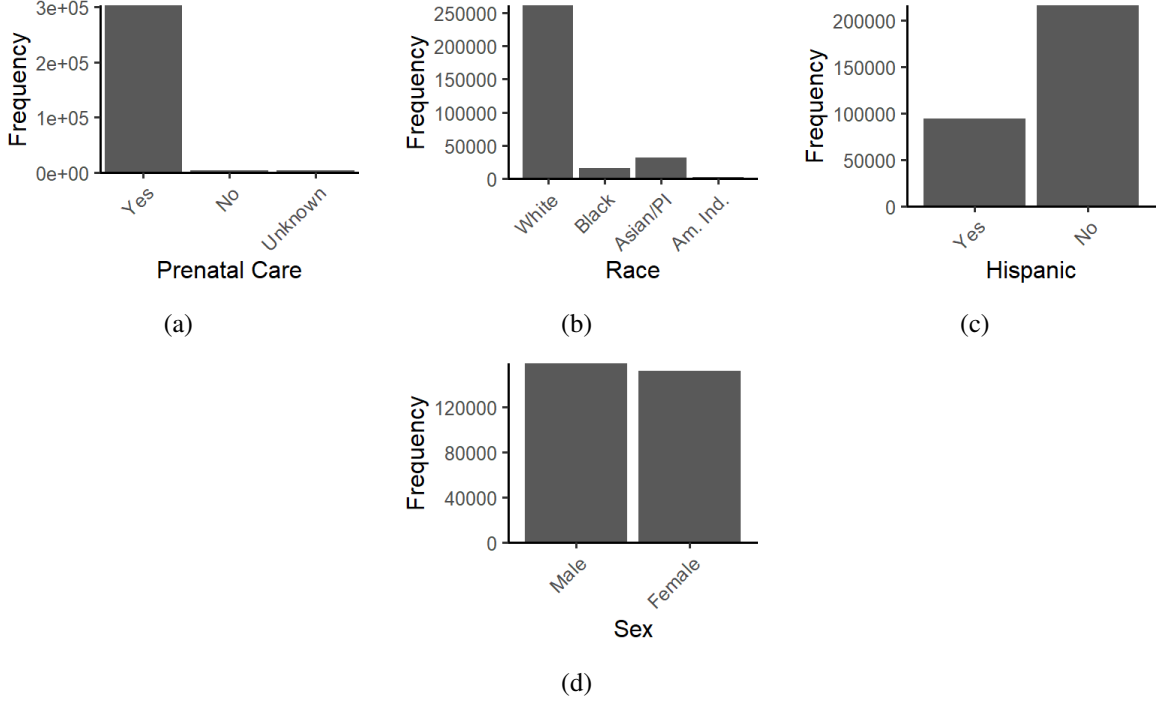 Frequency
3e+05
2e+05
1e+05
0e+00
Yes
No
Unknown
Prenatal Care
(a)
Frequency
250000
200000
150000
100000
50000
0
White
Black
Asian/PI
Am. Ind.
Race
(b)
Frequency
200000
150000
100000
50000
0
Yes
No
Hispanic
(c)
Frequency
120000
80000
40000
0
Male
Female
Sex
(d)